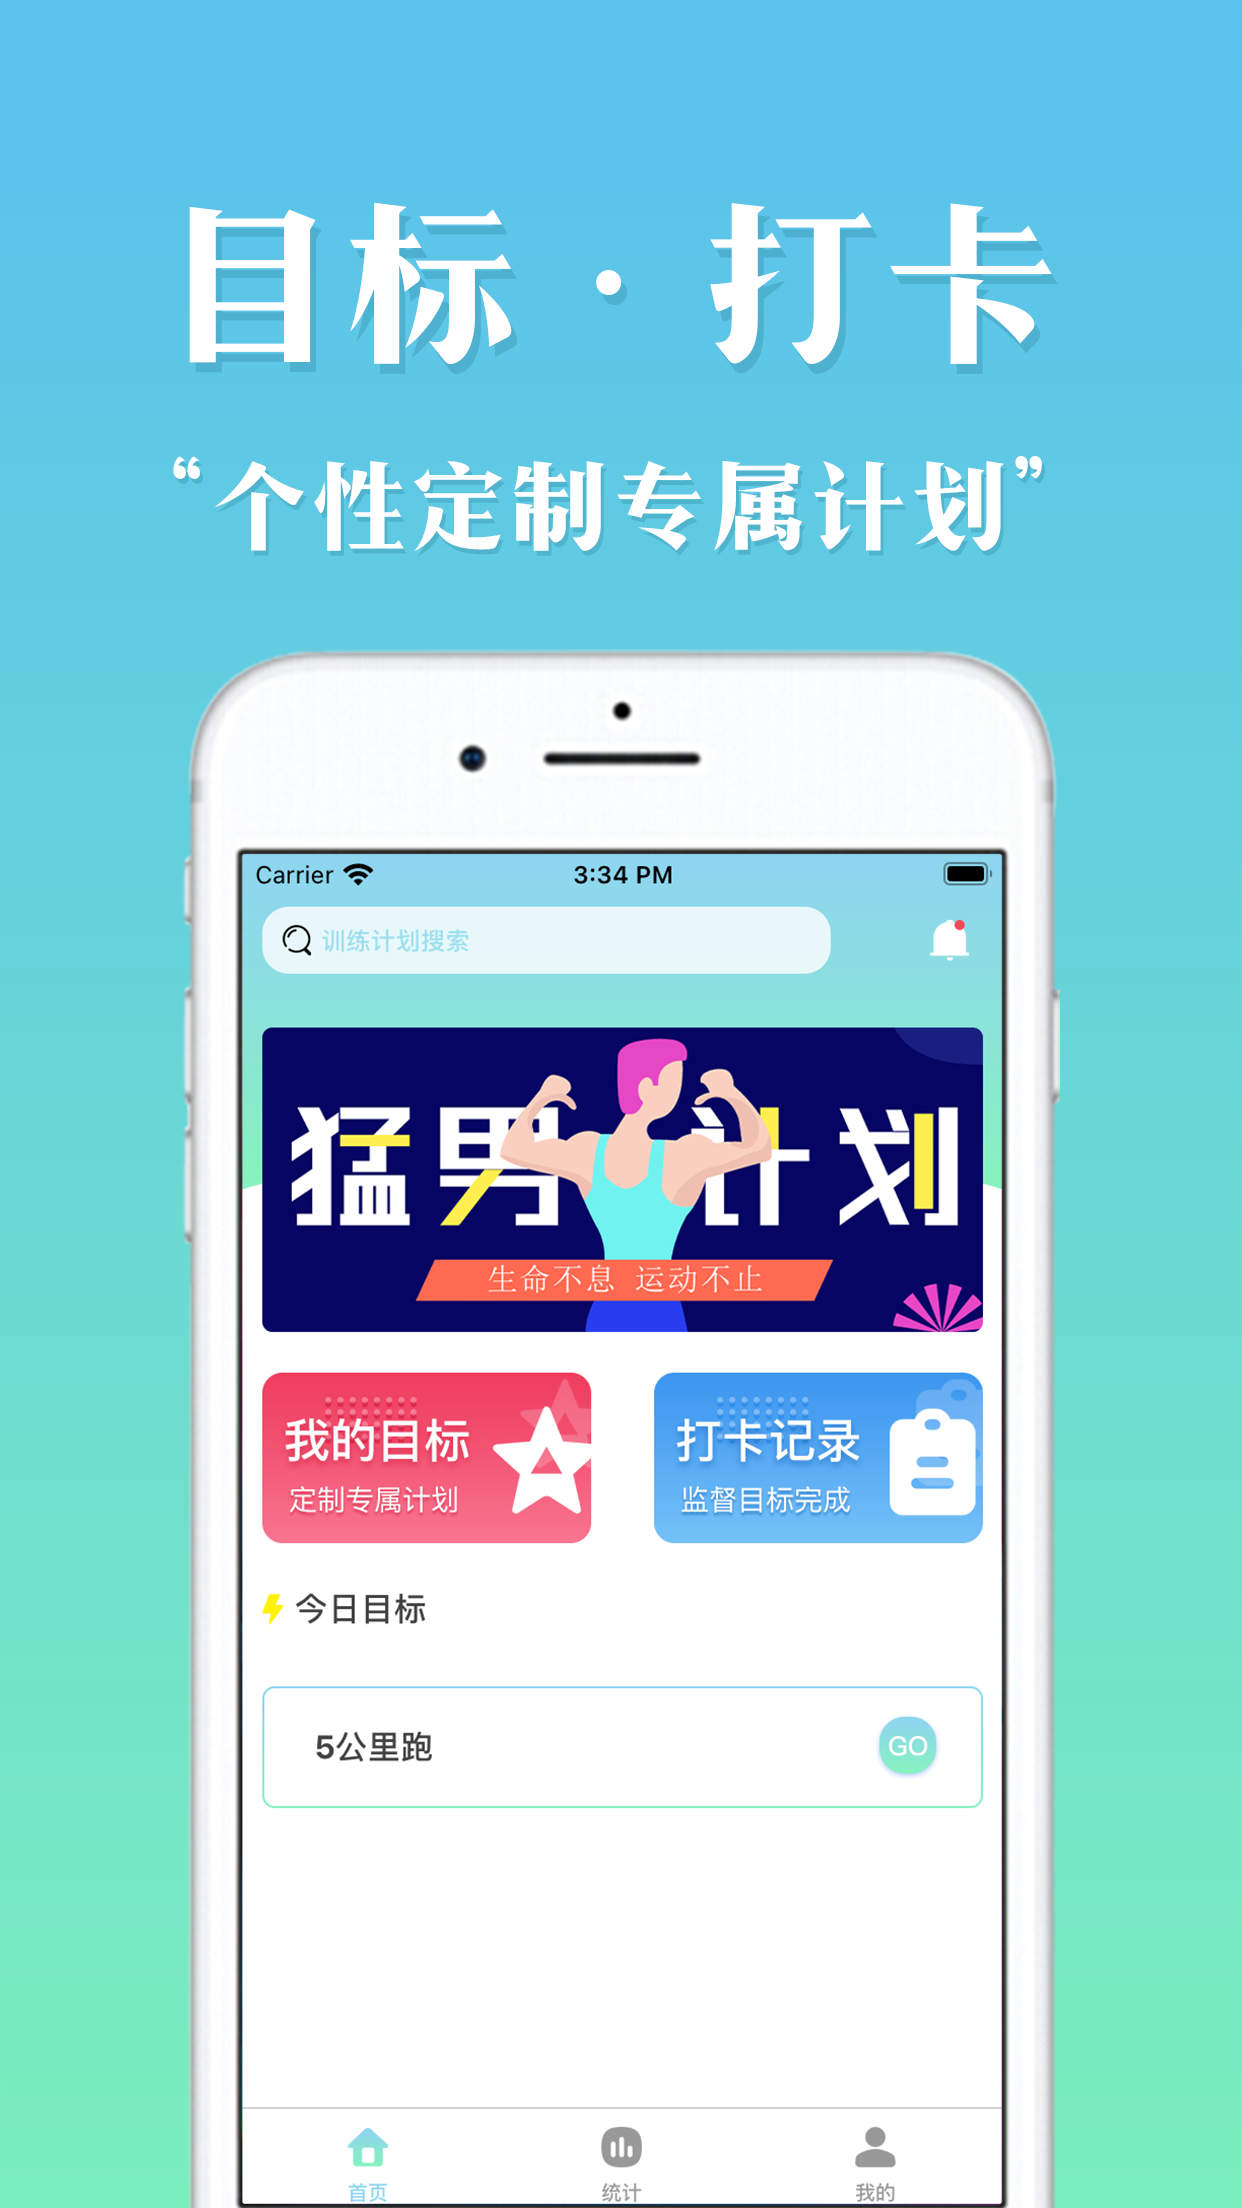 目标·打卡
“个性定制专属计划”
Carrier 3:34 PM
训练计划搜索
猛男计划
生命不息 运动不止
我的目标 打卡记录
定制专属计划 监督目标完成
今日目标
5公里跑 GO
首页 统计 我的